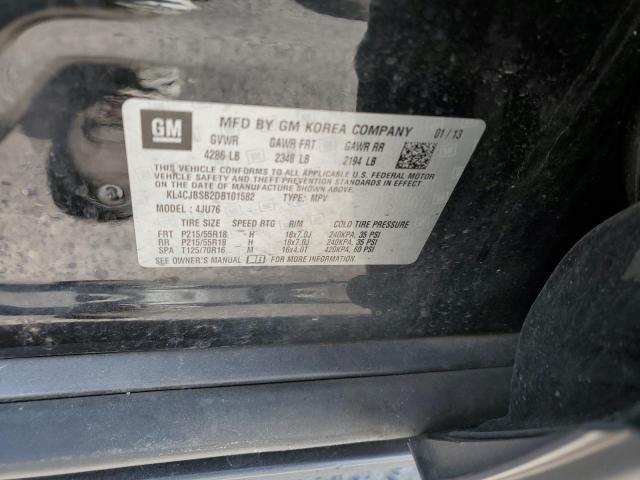 GM MFD BY GM KOREA COMPANY 01/13
GVWR GAWR FRT GAWR RR
4286 LB 2348 LB 2194 LB
THIS VEHICLE CONFORMS TO ALL APPLICABLE U.S. FEDERAL MOTOR
VEHICLE SAFETY AND THEFT PREVENTION STANDARDS IN EFFECT ON
THE DATE OF MANUFACTURE SHOWN ABOVE.
KL4CJBSB2DB101582 TYPE: MPV
MODEL: 4JU76
TIRE SIZE SPEED RTG RIM COLD TIRE PRESSURE
FRT P215/55R18 H 18x7.0J 240KPA, 35 PSI
RR P215/55R18 H 18x7.0J 240KPA, 35 PSI
SPA T125/70R16 M 16x4.0T 420KPA, 60 PSI
SEE OWNER'S MANUAL FOR MORE INFORMATION